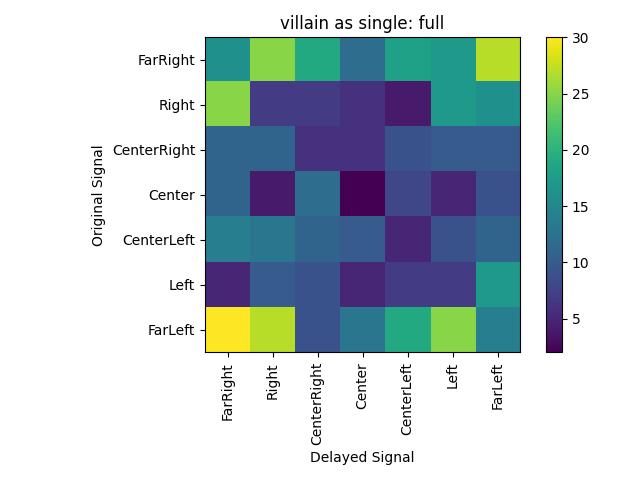 villain as single: full
Original Signal
FarRight
Right
CenterRight
Center
CenterLeft
Left
FarLeft
FarRight
Right
CenterRight
Center
CenterLeft
Left
FarLeft
Delayed Signal
30
25
20
15
10
5